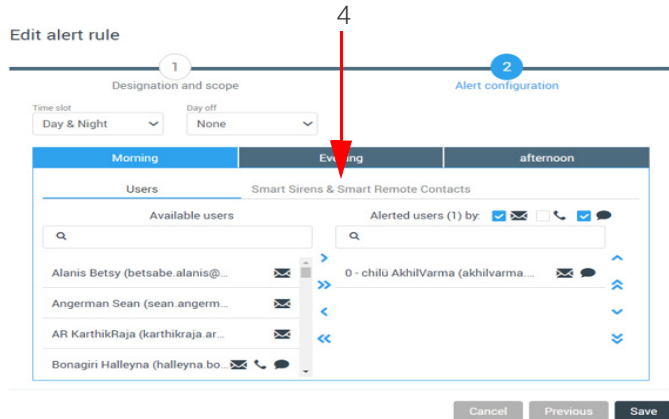 4
Edit alert rule
1
2
Designation and scope
Alert configuration
Time slot
Day off
Day & Night
None
Morning
Evening
afternoon
Users
Smart Sirens & Smart Remote Contacts
Available users
Alerted users (1) by:
Alanis Betsy (betsabe.alanis@...
0 - chilü AkhilVarma (akhilvarma....
Angerman Sean (sean.angerm...
AR KarthikRaja (karthikraja.ar...
Bonagiri Halleyna (halleyna.bo...
Cancel
Previous
Save